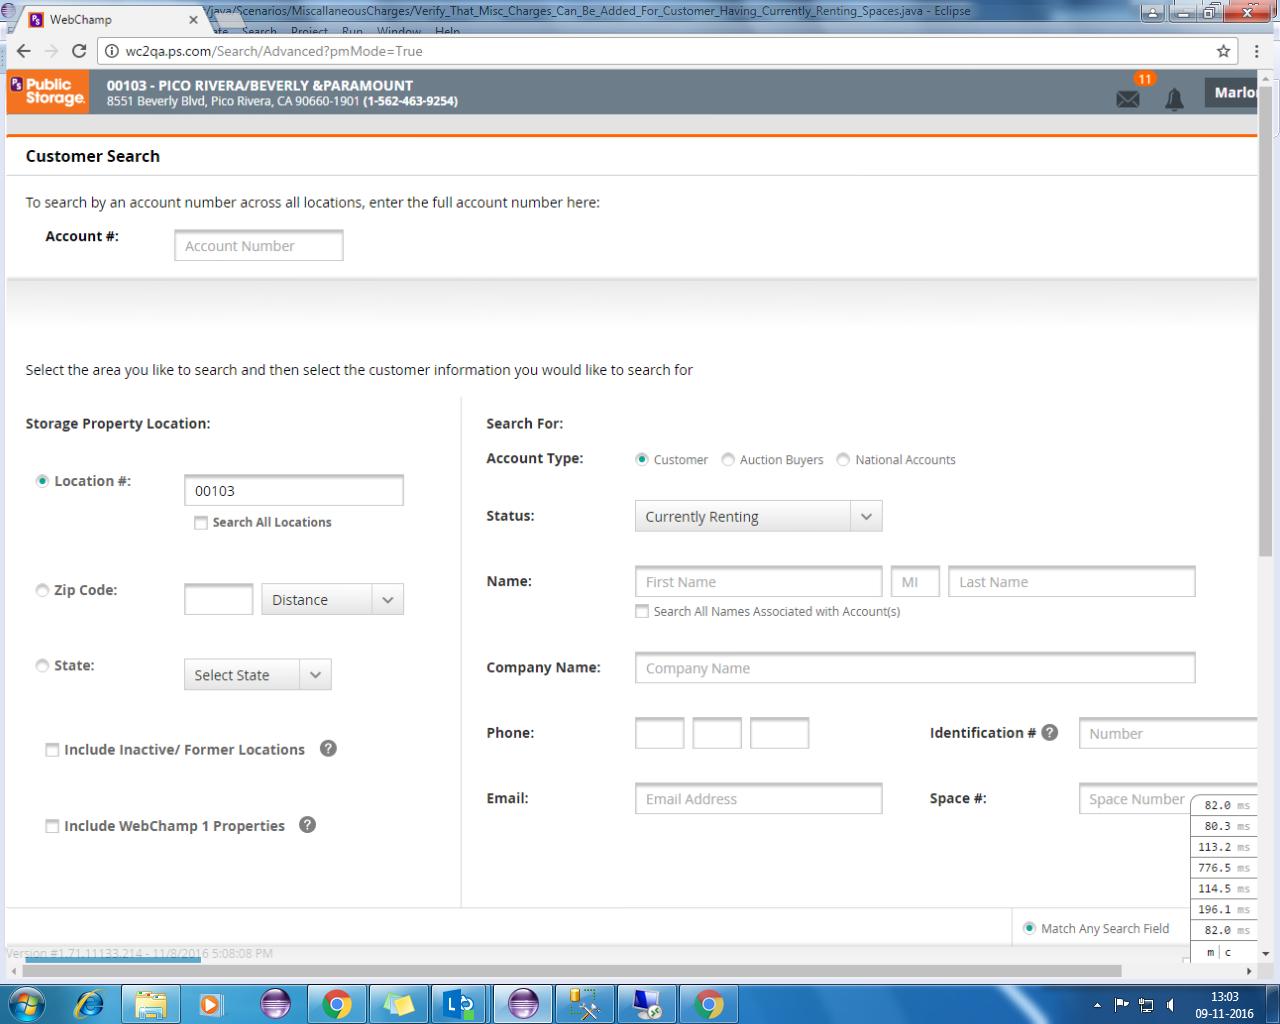 WebChamp
/java/Scenarios/MiscallaneousCharges/Verify_That_Misc_Charges_Can_Be_Added_For_Customer_Having_Currently_Renting_Spaces.java - Eclipse
Search Project Run Window Help
wc2qa.ps.com/Search/Advanced?pmMode=True
PS Public Storage.
00103 - PICO RIVERA/BEVERLY &PARAMOUNT
8551 Beverly Blvd, Pico Rivera, CA 90660-1901 (1-562-463-9254)
11
Marlo
Customer Search
To search by an account number across all locations, enter the full account number here:
Account #: Account Number
Select the area you like to search and then select the customer information you would like to search for
Storage Property Location:
Location #: 00103
Search All Locations
Zip Code: Distance
State: Select State
Include Inactive/ Former Locations ?
Include WebChamp 1 Properties ?
Search For:
Account Type: Customer Auction Buyers National Accounts
Status: Currently Renting
Name: First Name MI Last Name
Search All Names Associated with Account(s)
Company Name: Company Name
Phone: Identification # ? Number
Email: Email Address Space #: Space Number
82.0 ms
80.3 ms
113.2 ms
776.5 ms
114.5 ms
196.1 ms
82.0 ms
m | c
Match Any Search Field
Version #1.71.11133.214 - 11/8/2016 5:08:08 PM
13:03
09-11-2016